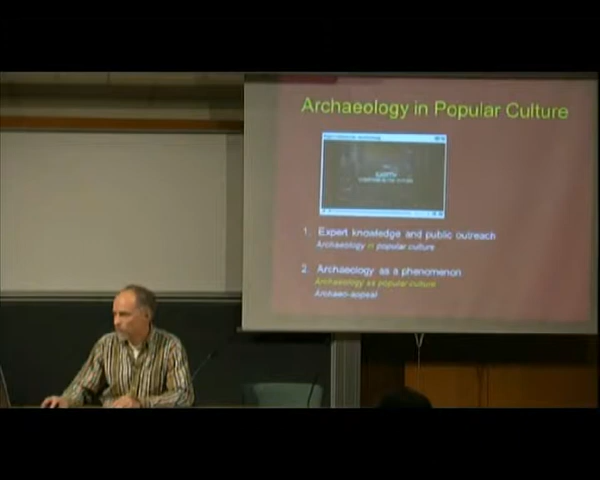 Archaeology in Popular Culture
1. Expert knowledge and public outreach
Archaeology in popular culture
2. Archaeology as a phenomenon
Archaeology as popular culture
Archaeo-appeal